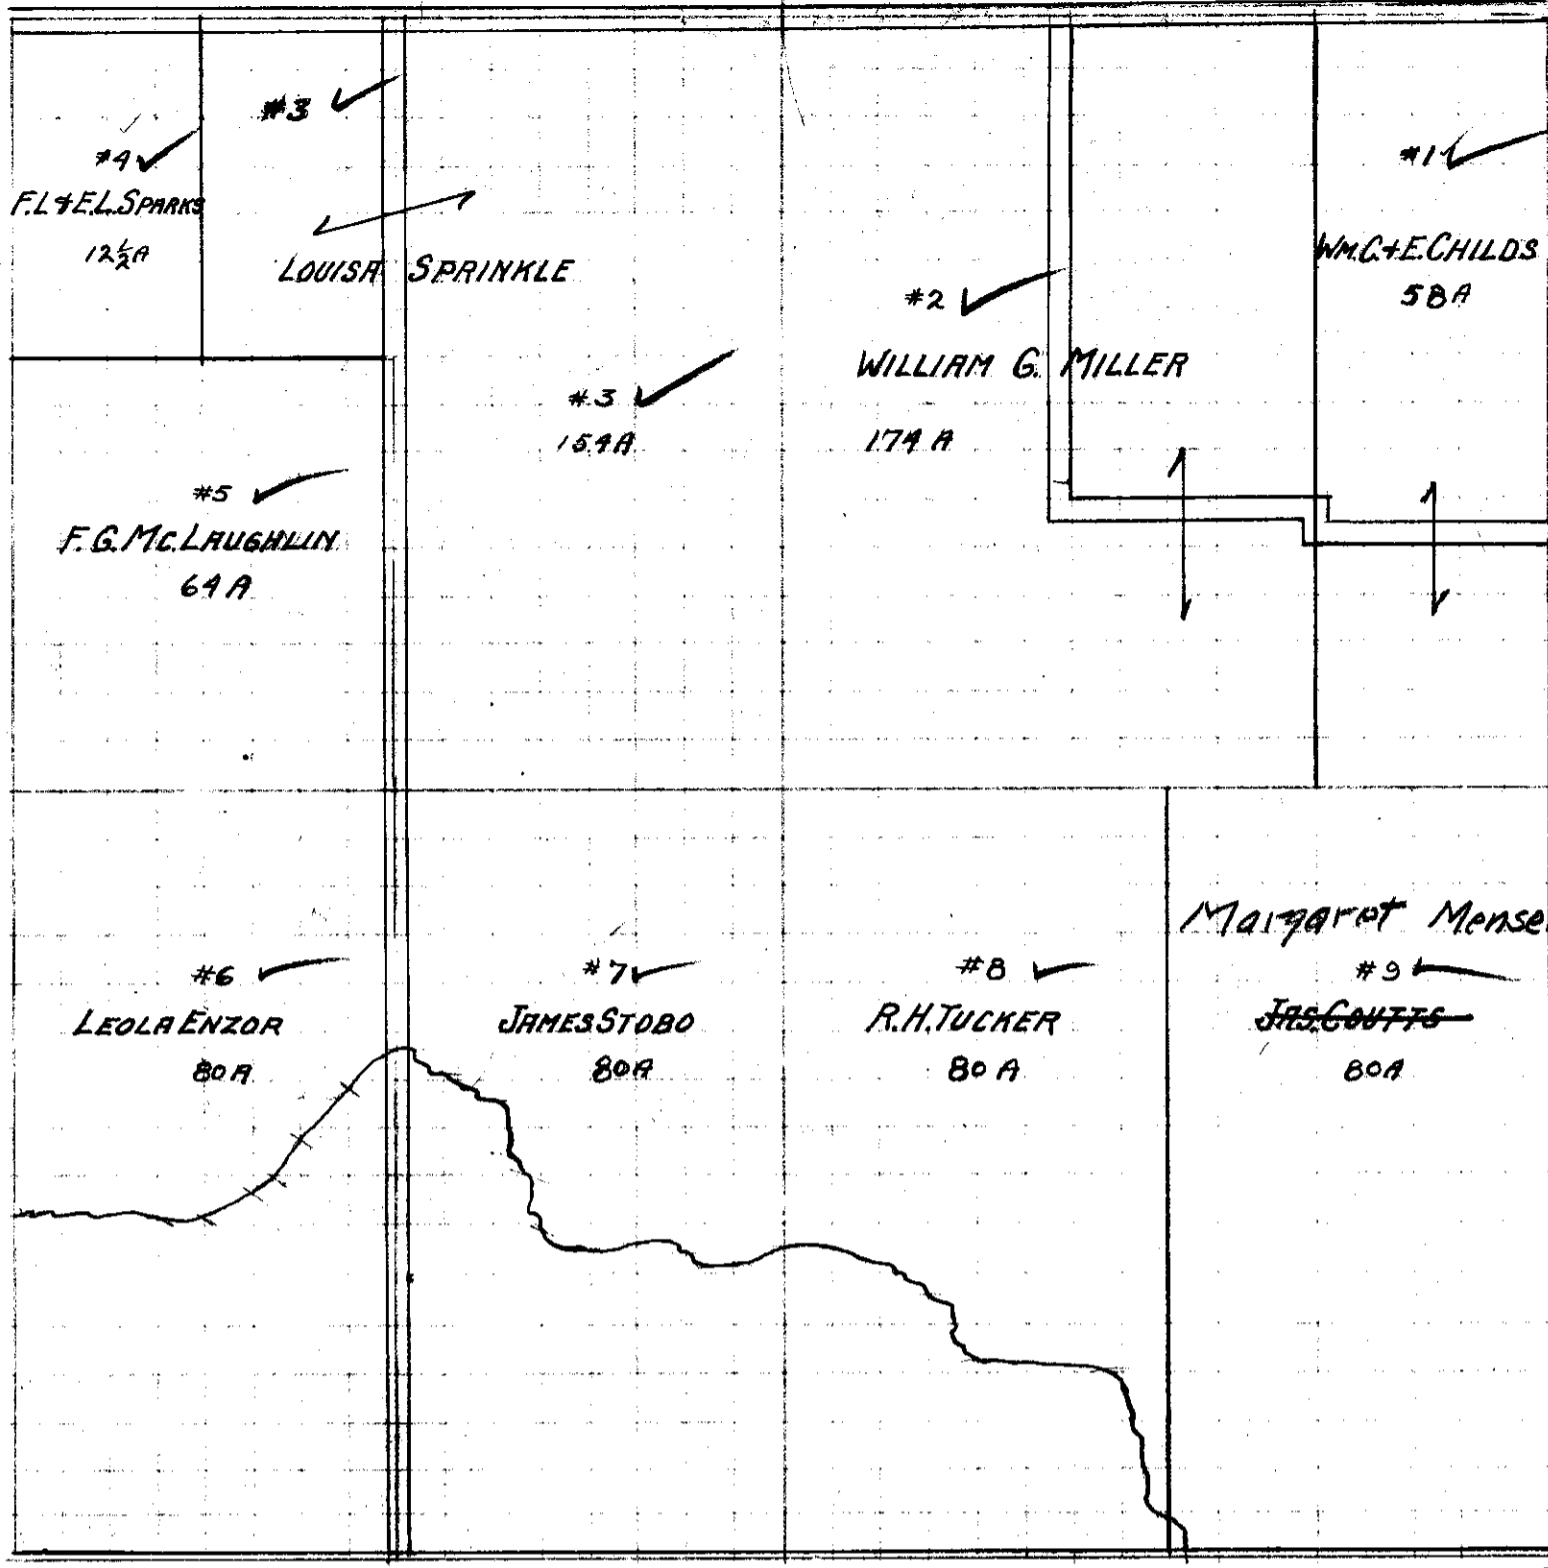 #4
F.L & E.L. SPARKS
12½A
#3
LOUISA SPRINKLE
#3
154A
#2
WILLIAM G. MILLER
174 A
#1
WM.C.+E.CHILDS
58A
#5
F.G. MC.LAUGHLIN
64A
#6
LEOLA ENZOR
80A
#7
JAMES STOBO
80A
#8
R.H. TUCKER
80A
Margaret Mense
#9
JAS. COUTTS
80A